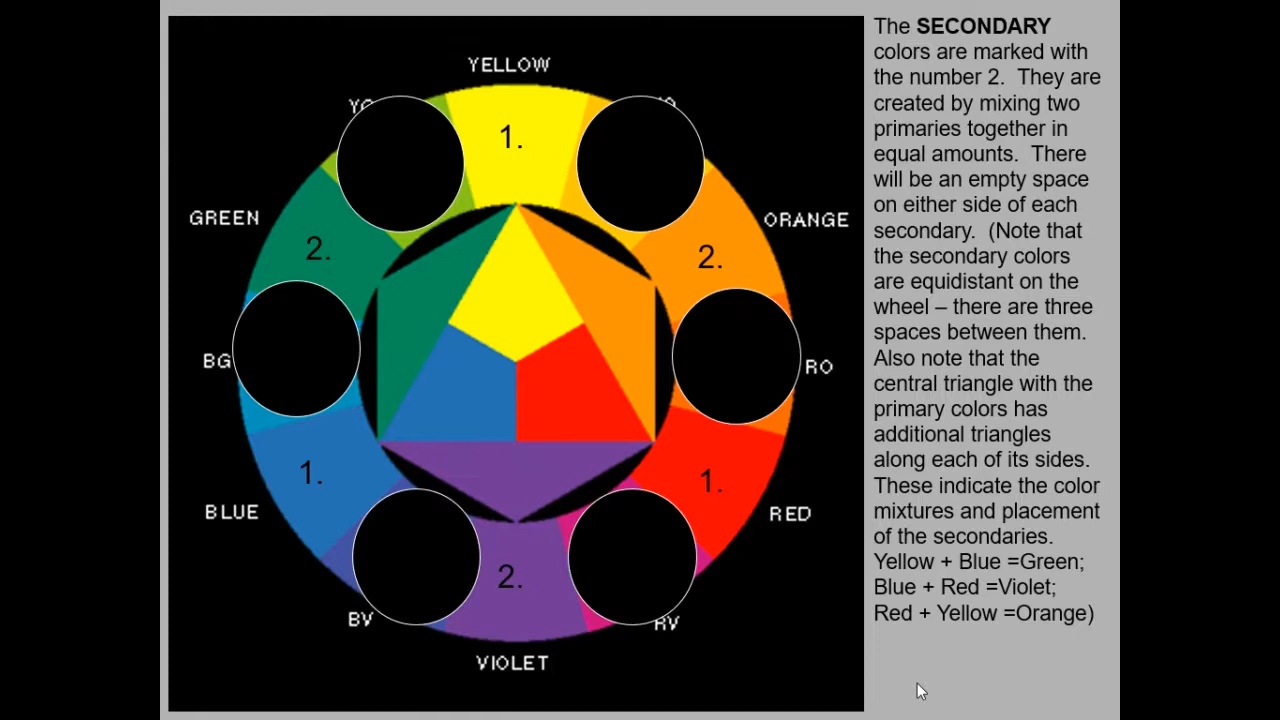 YELLOW
1.
GREEN
2.
ORANGE
2.
BG
RO
1.
BLUE
1.
RED
2.
BV
RV
VIOLET
The SECONDARY
colors are marked with
the number 2. They are
created by mixing two
primaries together in
equal amounts. There
will be an empty space
on either side of each
secondary. (Note that
the secondary colors
are equidistant on the
wheel – there are three
spaces between them.
Also note that the
central triangle with the
primary colors has
additional triangles
along each of its sides.
These indicate the color
mixtures and placement
of the secondaries.
Yellow + Blue =Green;
Blue + Red =Violet;
Red + Yellow =Orange)